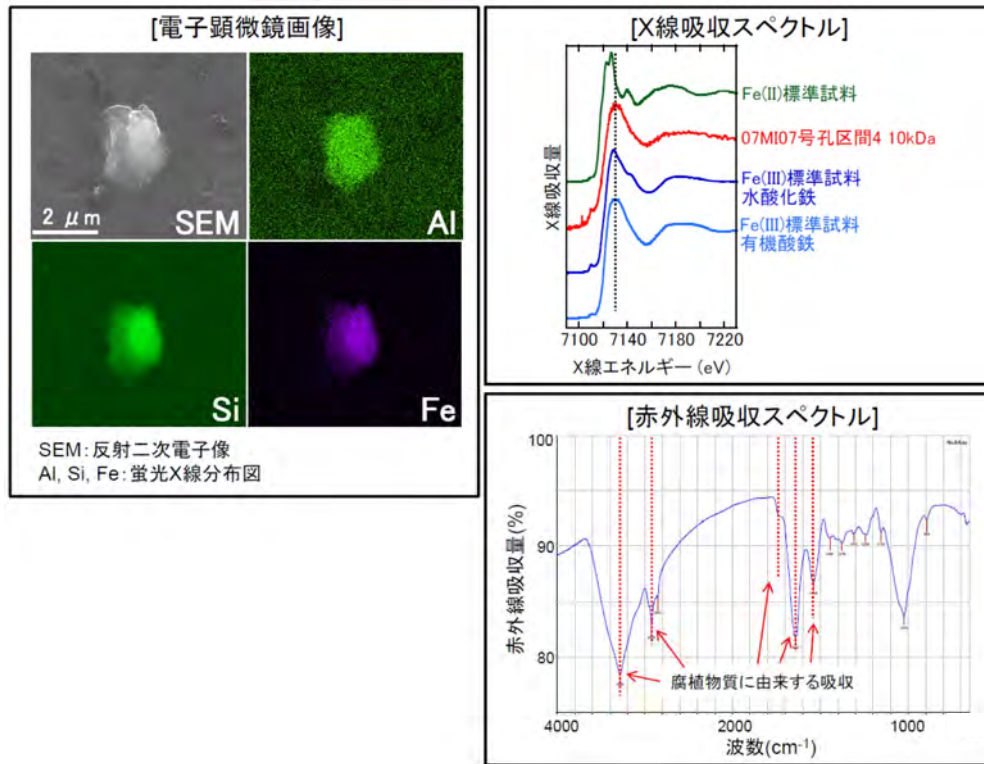 [電子顕微鏡画像]
SEM
2 μm
Al
Si
Fe
SEM:反射二次電子像
Al, Si, Fe:蛍光X線分布図
[X線吸収スペクトル]
X線吸収量
Fe(II)標準試料
07MI07号孔区間4 10kDa
Fe(III)標準試料
水酸化鉄
Fe(III)標準試料
有機酸鉄
7100 7140 7180 7220
X線エネルギー (eV)
[赤外線吸収スペクトル]
赤外線吸収量(%)
100
90
80
腐植物質に由来する吸収
4000 2000 1000
波数(cm⁻¹)